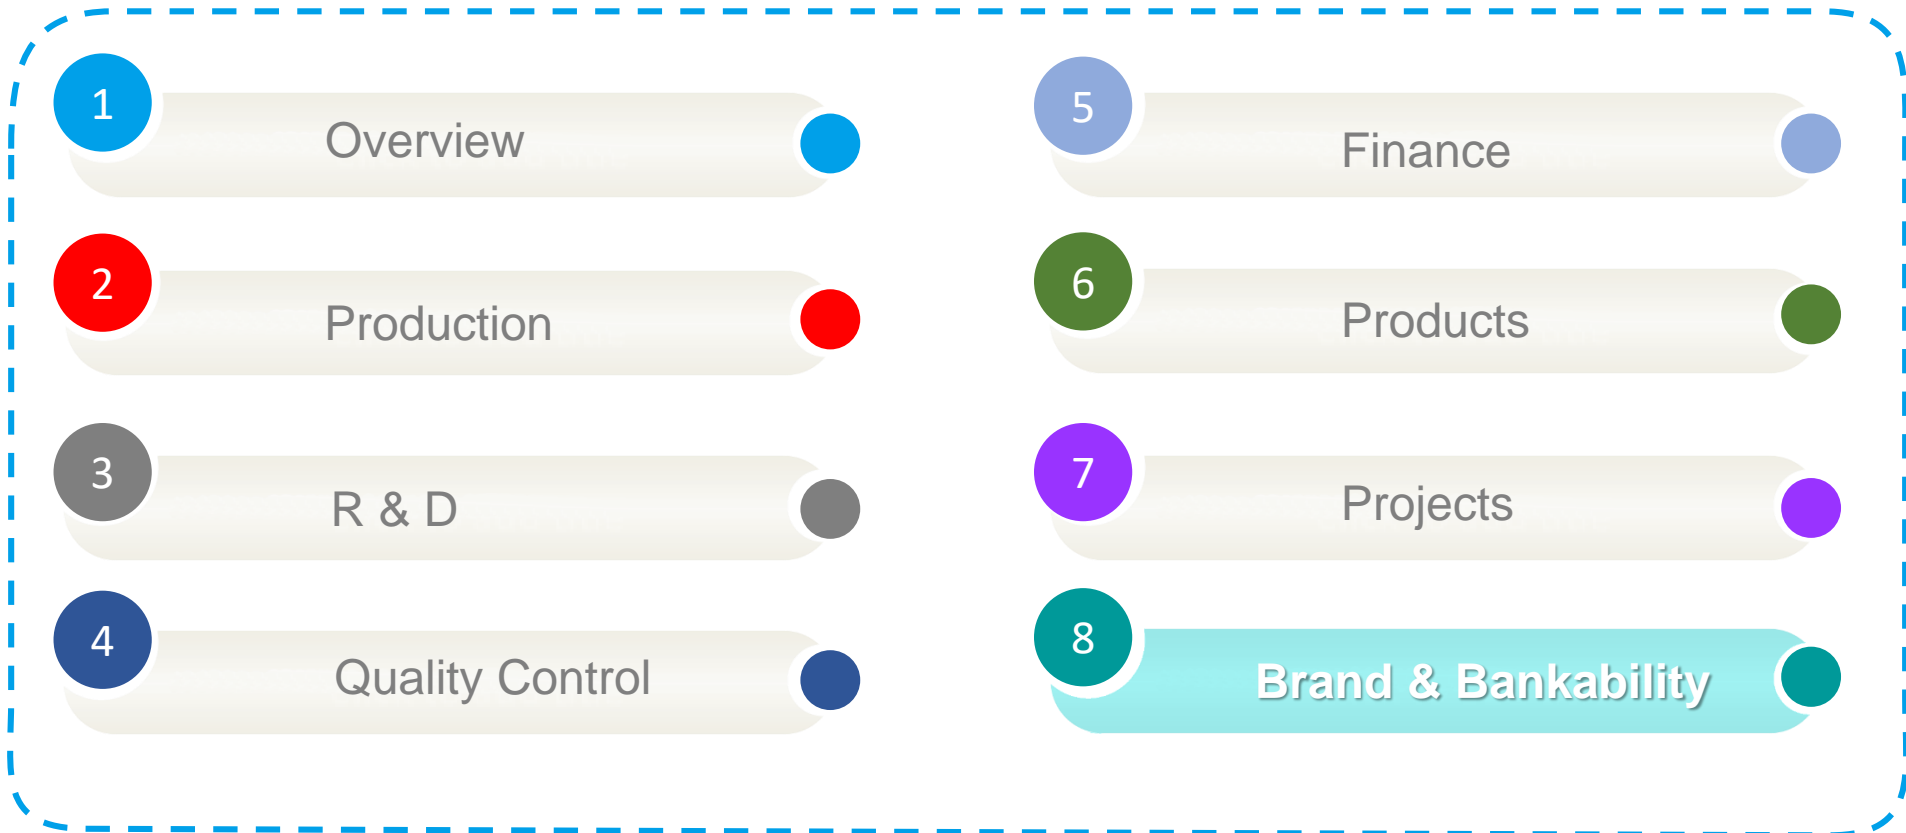 1
Overview
2
Production
3
R & D
4
Quality Control
5
Finance
6
Products
7
Projects
8
Brand & Bankability